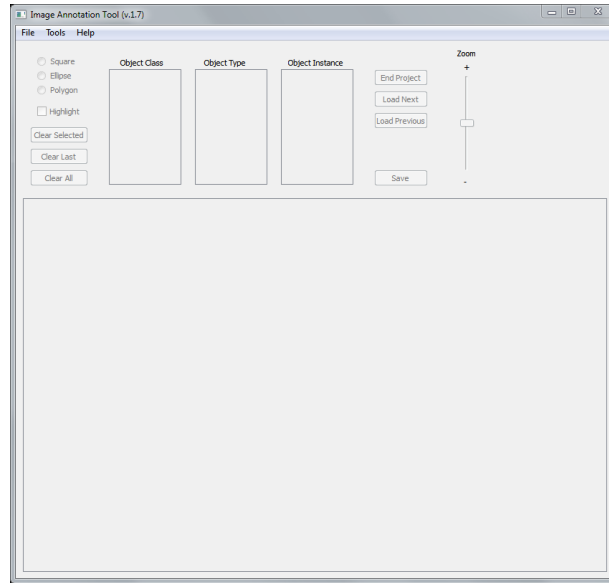 Image Annotation Tool (v.1.7)
File Tools Help
Square
Ellipse
Polygon
Highlight
Clear Selected
Clear Last
Clear All
Object Class
Object Type
Object Instance
End Project
Load Next
Load Previous
Save
Zoom
+
-